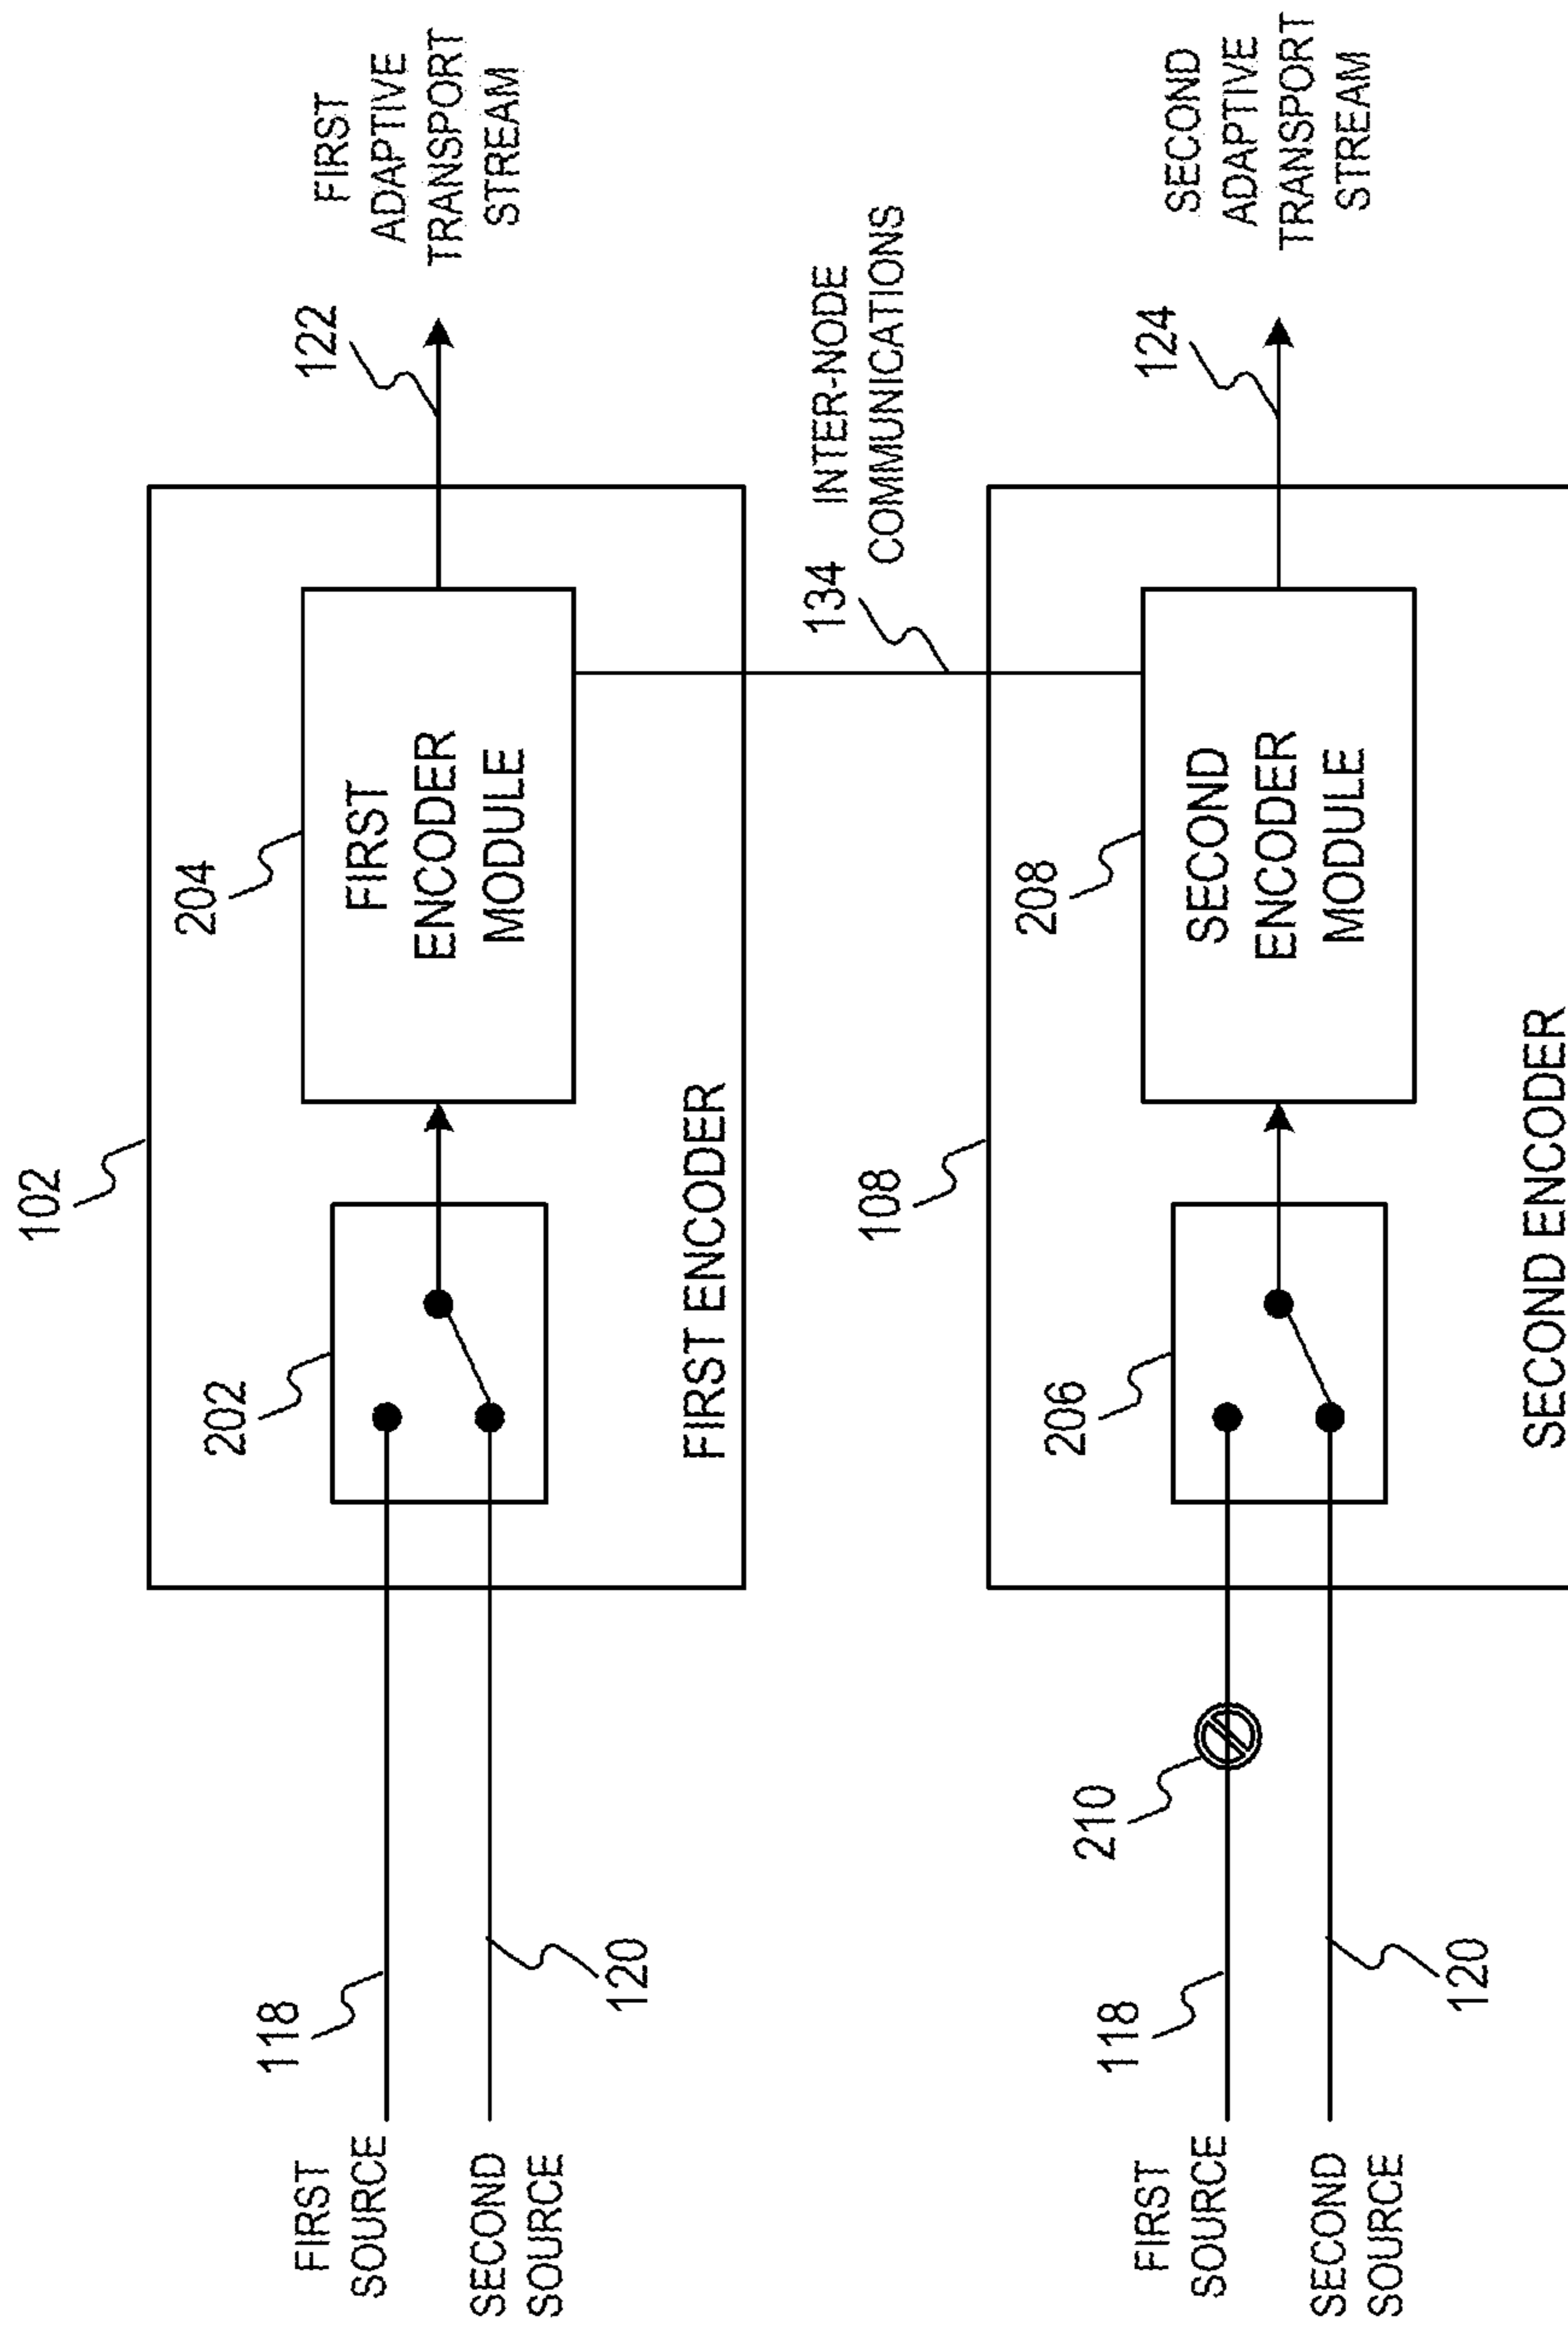 102
202
204
FIRST
ENCODER
MODULE
FIRST ENCODER
118
FIRST
SOURCE
120
SECOND
SOURCE
122
FIRST
ADAPTIVE
TRANSPORT
STREAM
134
INTER-NODE
COMMUNICATIONS
108
206
208
SECOND
ENCODER
MODULE
SECOND ENCODER
210
118
FIRST
SOURCE
120
SECOND
SOURCE
124
SECOND
ADAPTIVE
TRANSPORT
STREAM